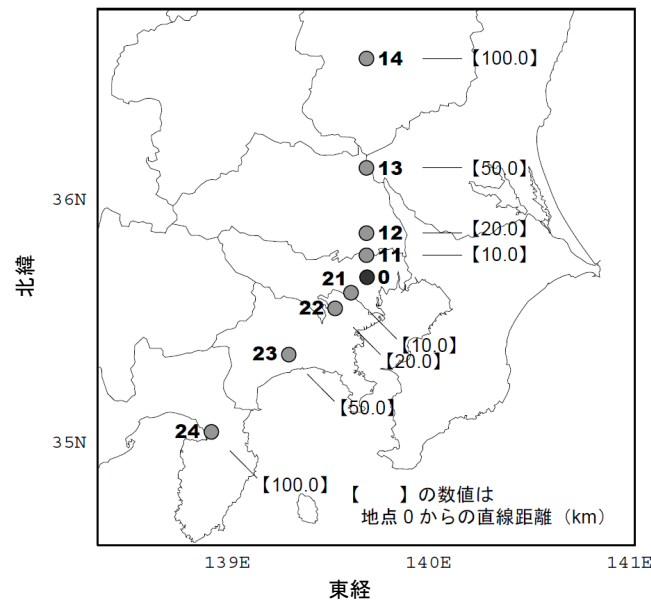 14 【100.0】
13 【50.0】
36N
12 【20.0】
11 【10.0】
0
21
22
【10.0】
23
【20.0】
【50.0】
24
35N
【100.0】
【　　】の数値は
地点0からの直線距離（km）
139E 140E 141E
東経
北緯